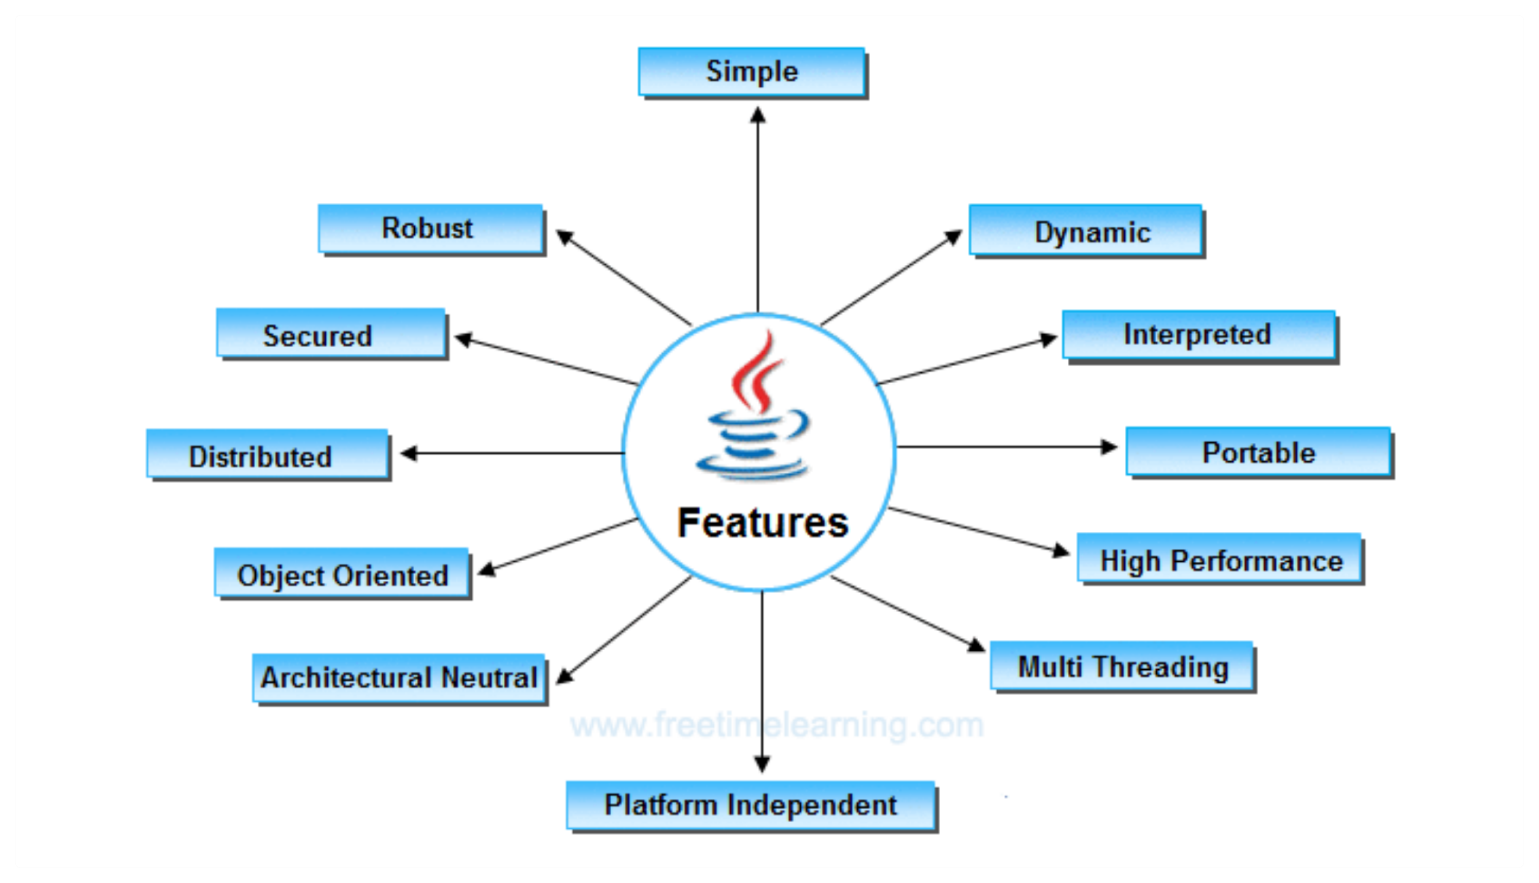 Simple
Robust
Dynamic
Secured
Interpreted
Distributed
Portable
Features
Object Oriented
High Performance
Architectural Neutral
Multi Threading
www.freetimelearning.com
Platform Independent